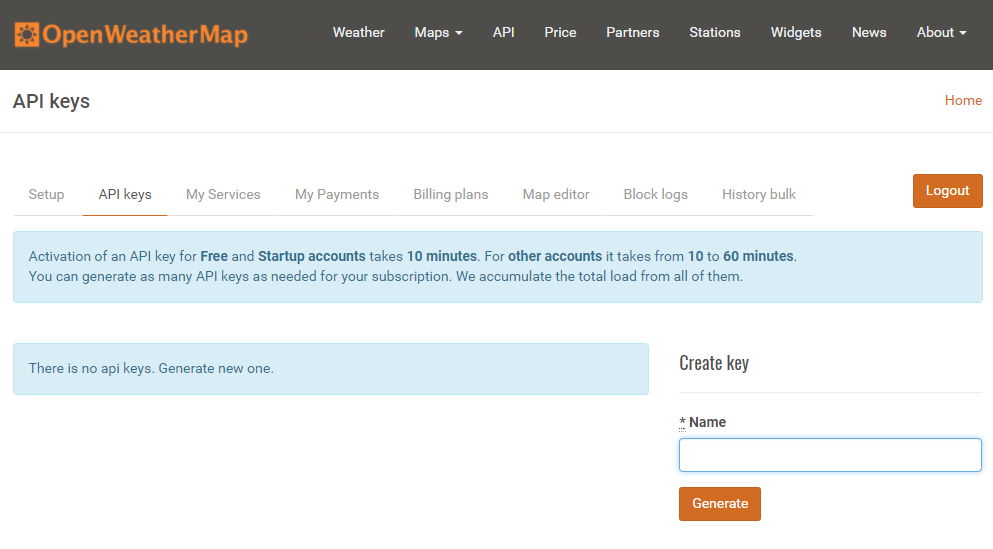 OpenWeatherMap
Weather Maps API Price Partners Stations Widgets News About
API keys
Home
Setup API keys My Services My Payments Billing plans Map editor Block logs History bulk
Logout
Activation of an API key for Free and Startup accounts takes 10 minutes. For other accounts it takes from 10 to 60 minutes.
You can generate as many API keys as needed for your subscription. We accumulate the total load from all of them.
There is no api keys. Generate new one.
Create key
* Name
Generate